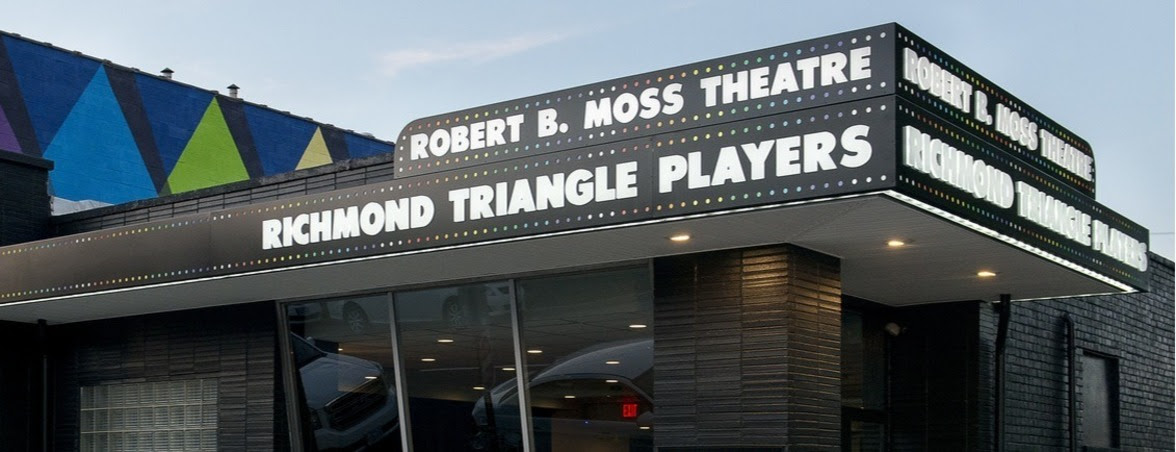 ROBERT B. MOSS THEATRE
RICHMOND TRIANGLE PLAYERS
ROBERT B. MOSS THEATRE
RICHMOND TRIANGLE PLAYERS
EXIT